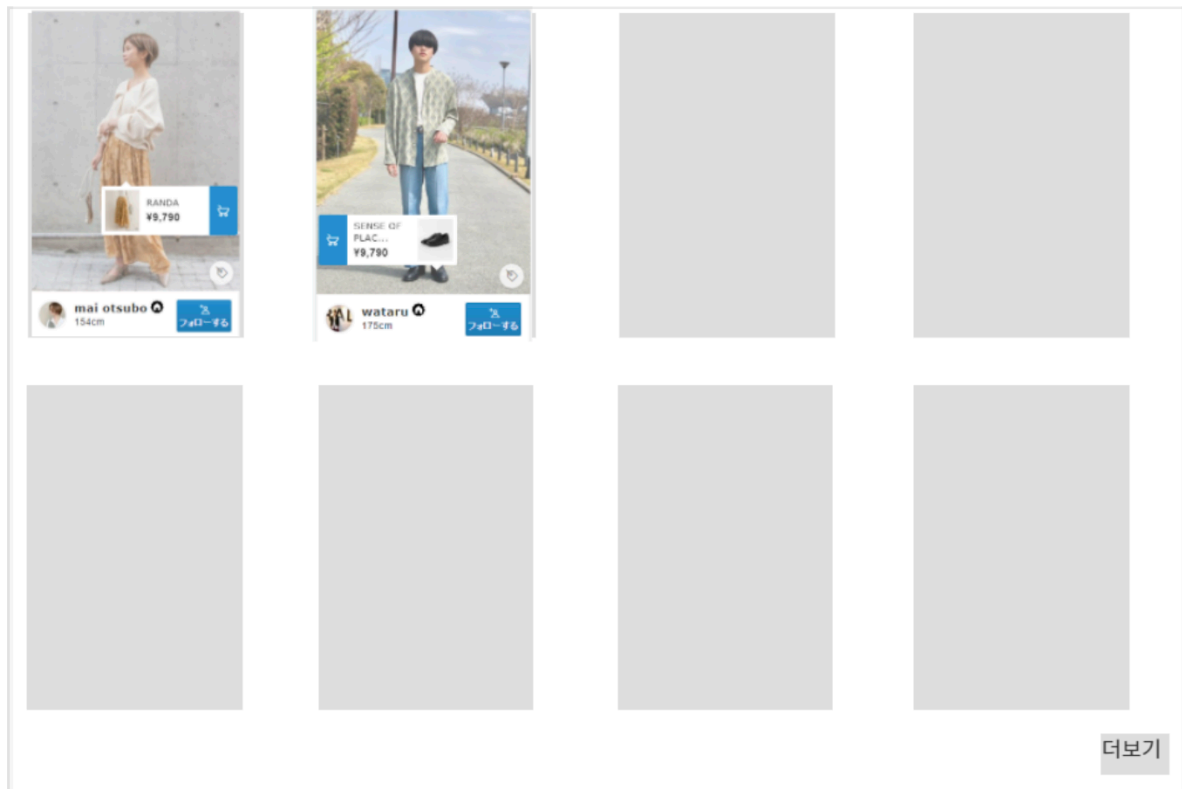 RANDA
¥9,790
mai otsubo
154cm
フォローする
SENSE OF
PLAC...
¥9,790
wataru
175cm
フォローする
더보기